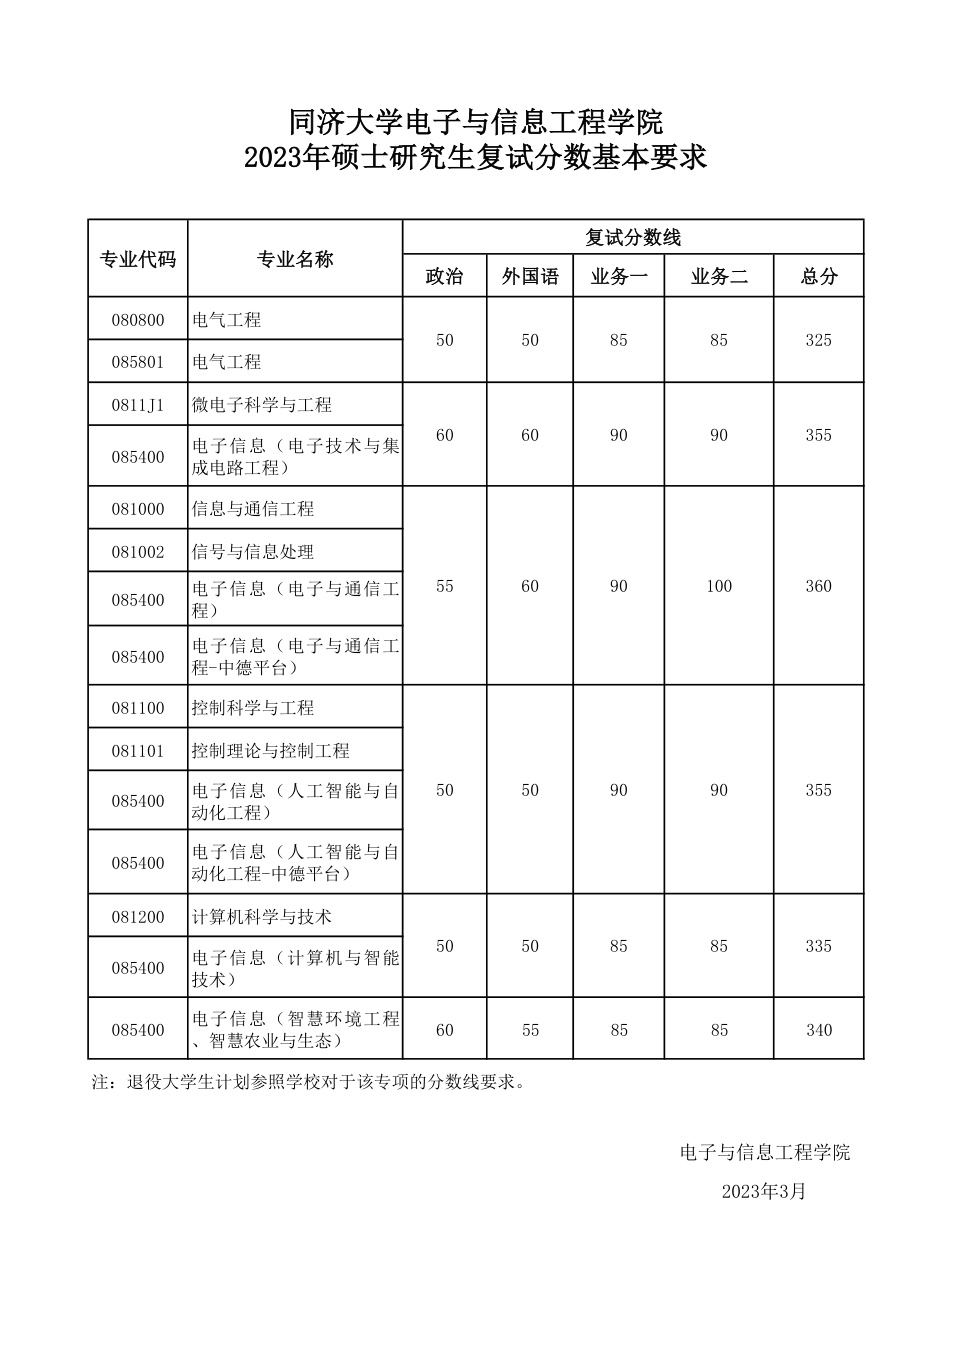 同济大学电子与信息工程学院
2023年硕士研究生复试分数基本要求
专业代码 专业名称 复试分数线
政治 外国语 业务一 业务二 总分
080800 电气工程
50 50 85 85 325
085801 电气工程
0811J1 微电子科学与工程
60 60 90 90 355
085400 电子信息（电子技术与集
成电路工程）
081000 信息与通信工程
081002 信号与信息处理
55 60 90 100 360
085400 电子信息（电子与通信工
程）
085400 电子信息（电子与通信工
程-中德平台）
081100 控制科学与工程
081101 控制理论与控制工程
50 50 90 90 355
085400 电子信息（人工智能与自
动化工程）
085400 电子信息（人工智能与自
动化工程-中德平台）
081200 计算机科学与技术
50 50 85 85 335
085400 电子信息（计算机与智能
技术）
085400 电子信息（智慧环境工程
、智慧农业与生态） 60 55 85 85 340
注：退役大学生计划参照学校对于该专项的分数线要求。
电子与信息工程学院
2023年3月